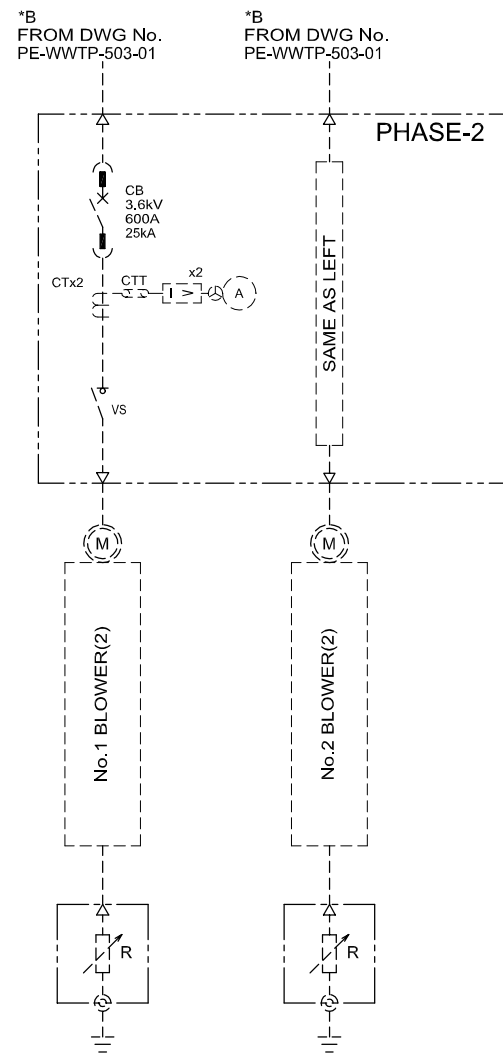 *B
FROM DWG No.
PE-WWTP-503-01
*B
FROM DWG No.
PE-WWTP-503-01
PHASE-2
CB
3.6kV
600A
25kA
CTx2
CTT
x2
I >
A
VS
SAME AS LEFT
M
M
No.1 BLOWER(2)
No.2 BLOWER(2)
R
R